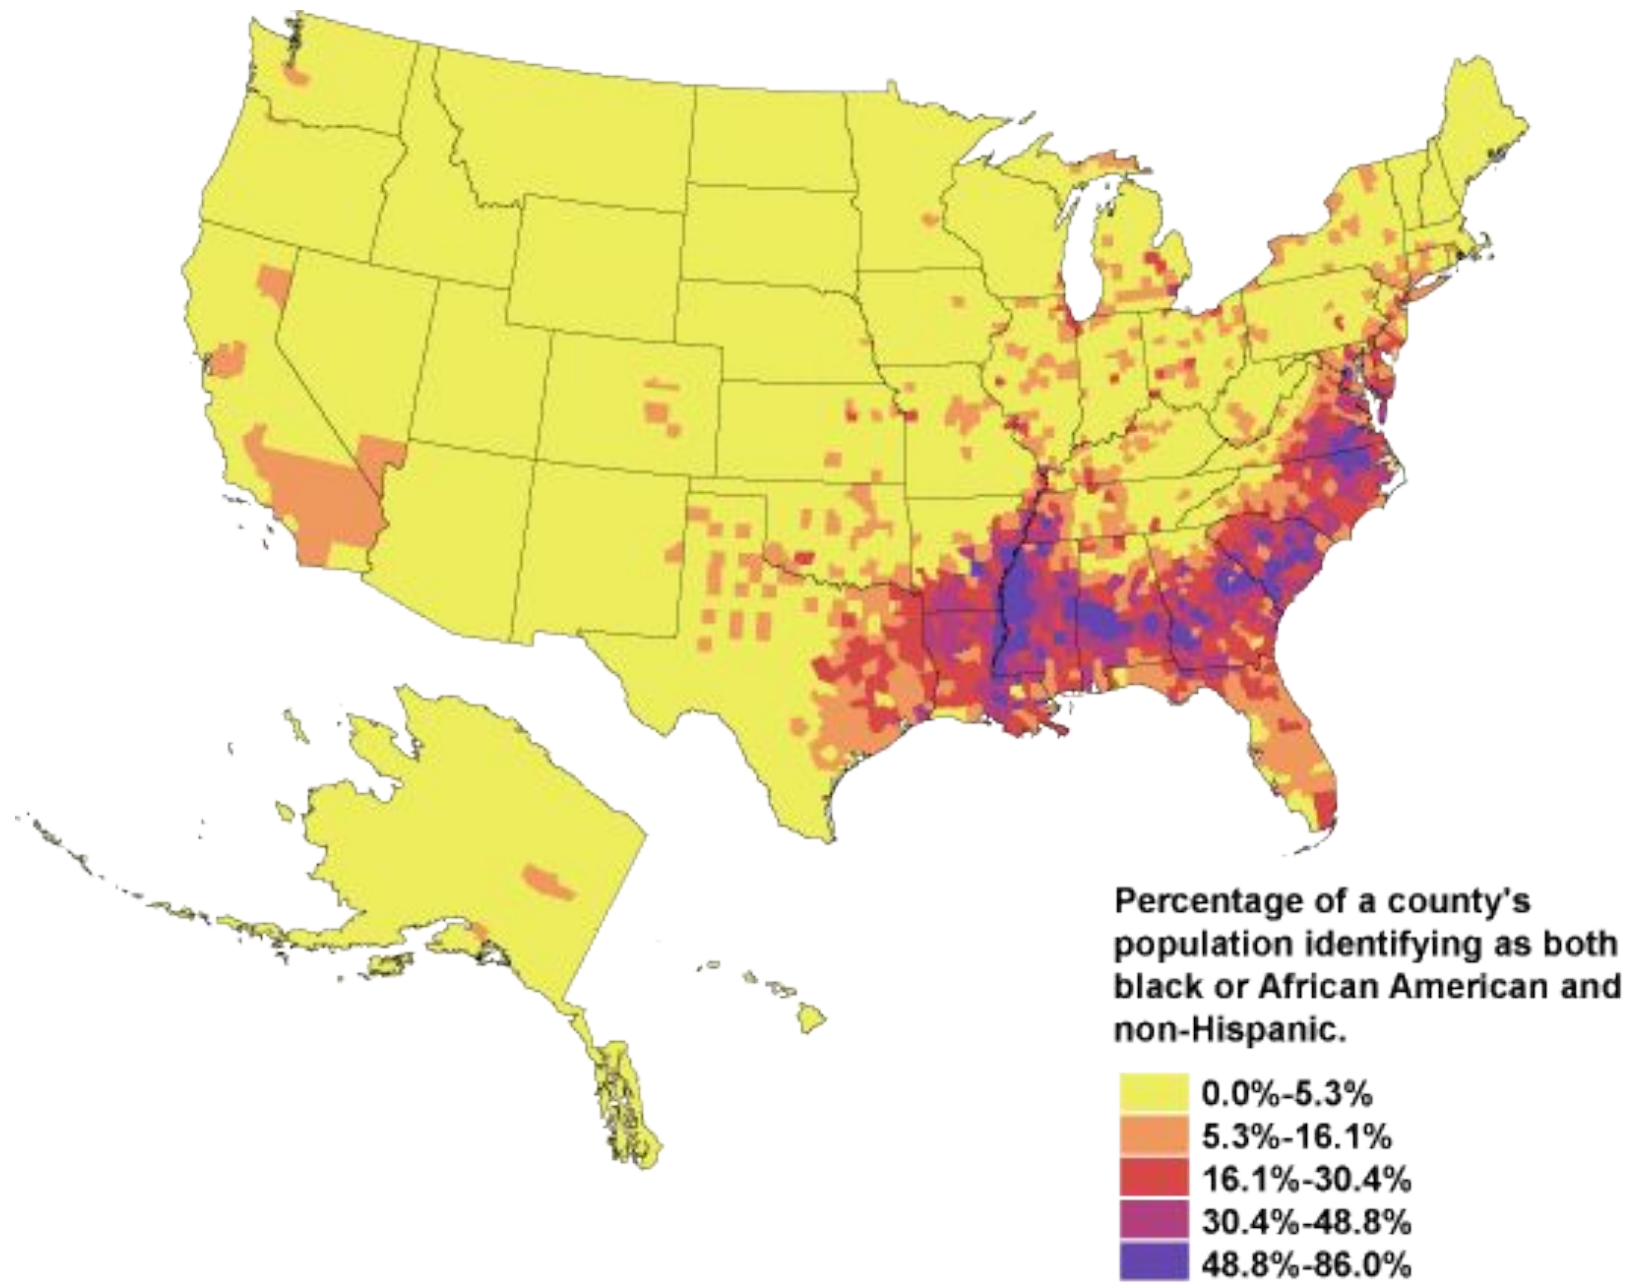 Percentage of a county's
population identifying as both
black or African American and
non-Hispanic.
0.0%-5.3%
5.3%-16.1%
16.1%-30.4%
30.4%-48.8%
48.8%-86.0%